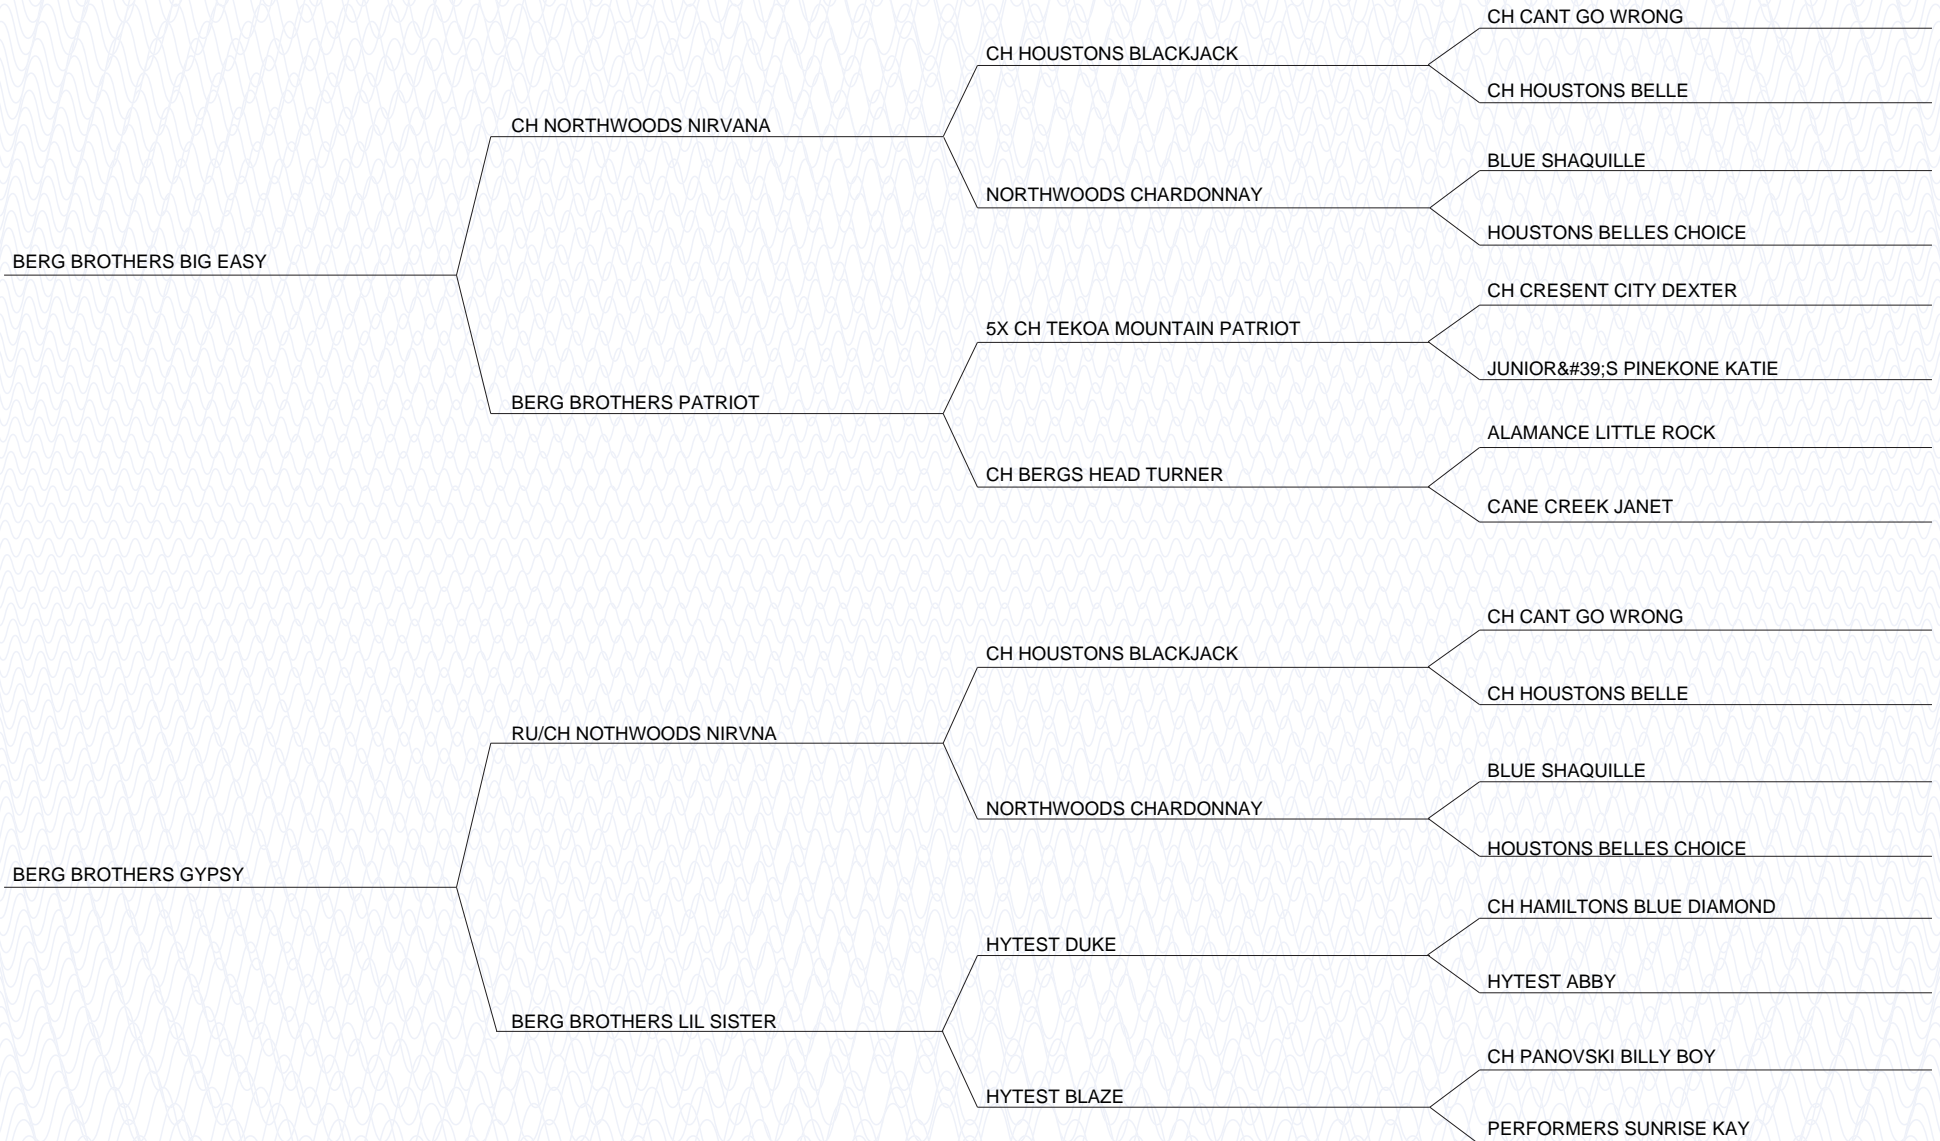 CH CANT GO WRONG
CH HOUSTONS BLACKJACK
CH HOUSTONS BELLE
CH NORTHWOODS NIRVANA
BLUE SHAQUILLE
NORTHWOODS CHARDONNAY
HOUSTONS BELLES CHOICE
BERG BROTHERS BIG EASY
CH CRESENT CITY DEXTER
5X CH TEKOA MOUNTAIN PATRIOT
JUNIOR&#39;S PINEKONE KATIE
BERG BROTHERS PATRIOT
ALAMANCE LITTLE ROCK
CH BERGS HEAD TURNER
CANE CREEK JANET
CH CANT GO WRONG
CH HOUSTONS BLACKJACK
CH HOUSTONS BELLE
RU/CH NOTHWOODS NIRVNA
BLUE SHAQUILLE
NORTHWOODS CHARDONNAY
HOUSTONS BELLES CHOICE
BERG BROTHERS GYPSY
CH HAMILTONS BLUE DIAMOND
HYTEST DUKE
HYTEST ABBY
BERG BROTHERS LIL SISTER
CH PANOVSKI BILLY BOY
HYTEST BLAZE
PERFORMERS SUNRISE KAY